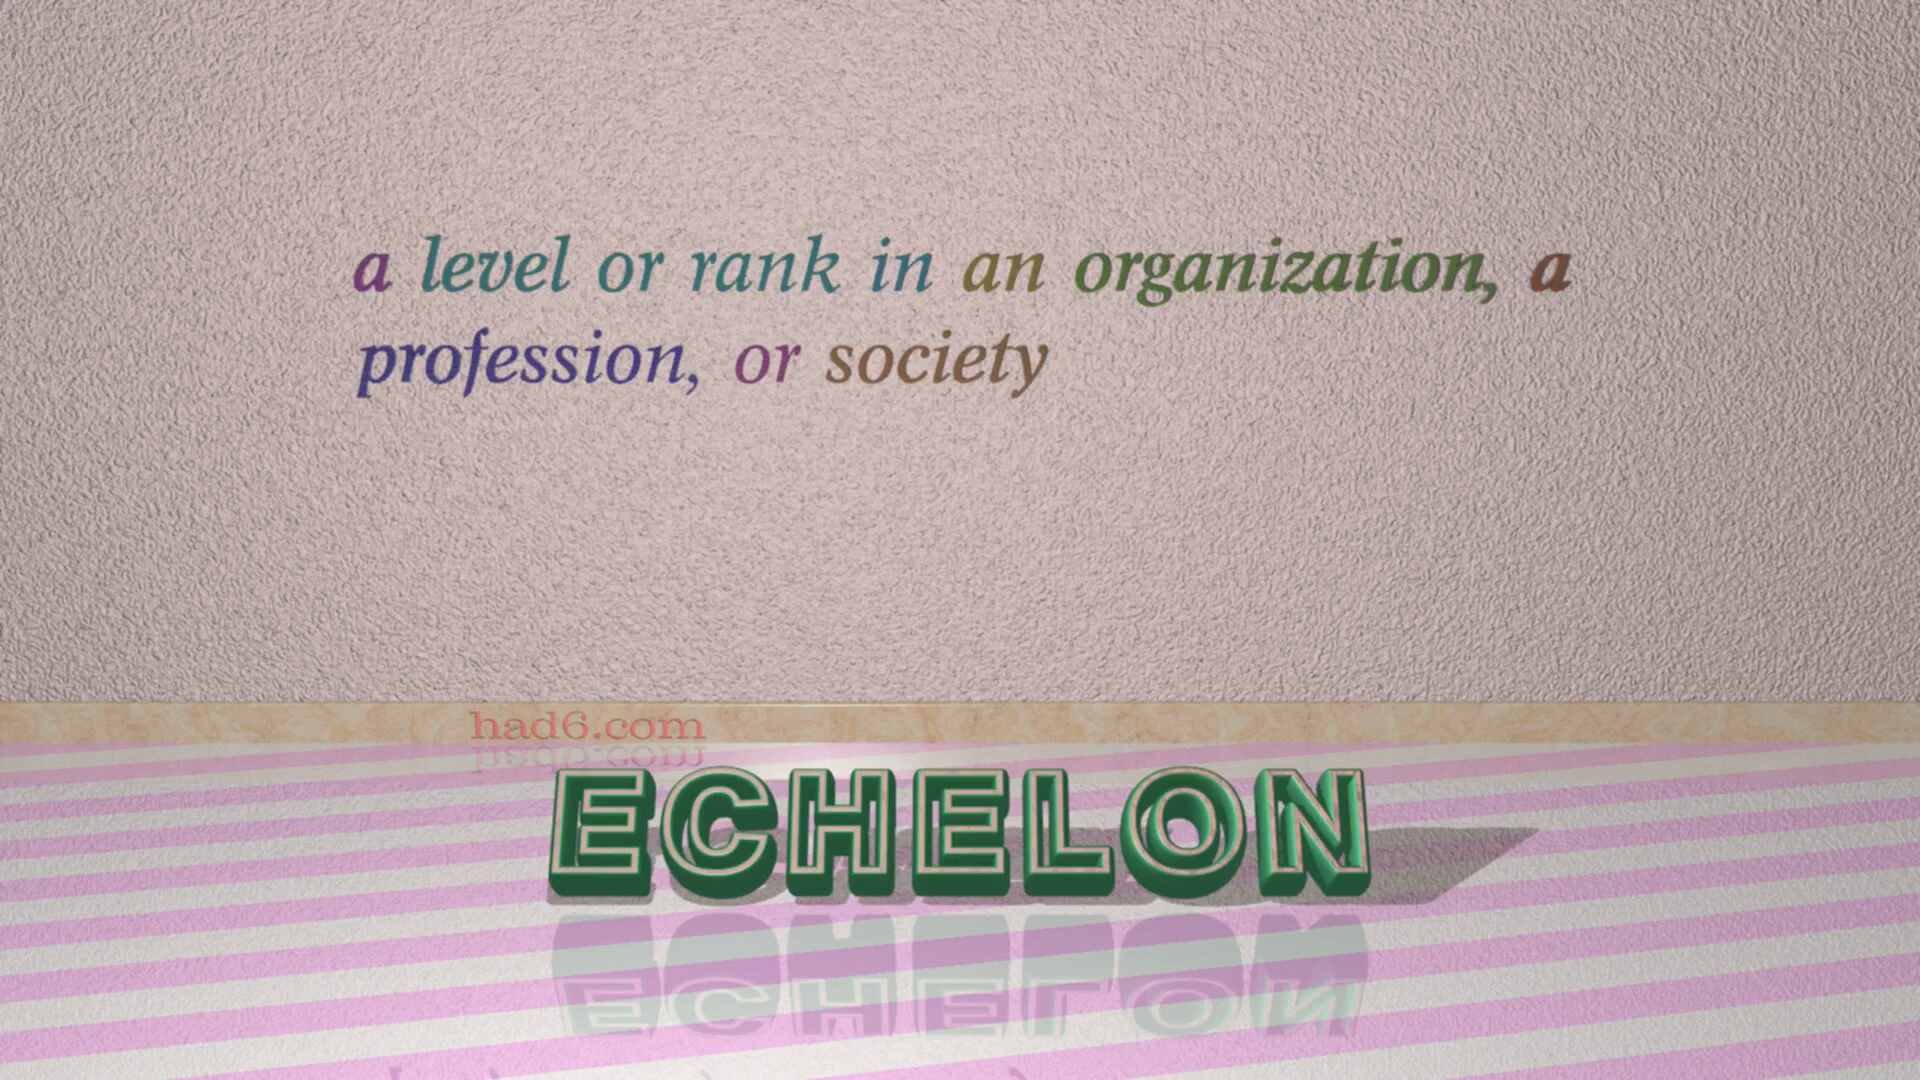 a level or rank in an organization, a
profession, or society
had6.com
ECHELON